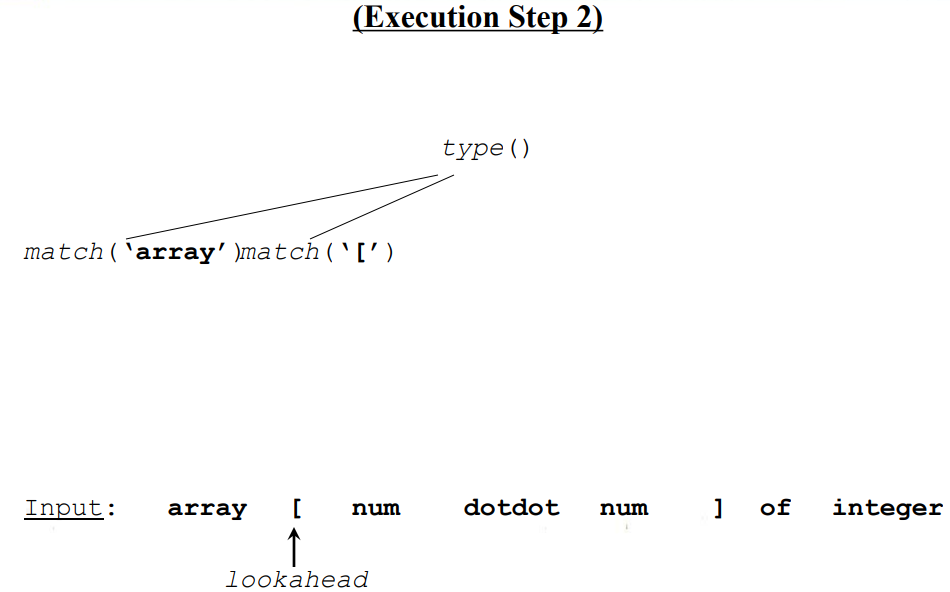 (Execution Step 2)
type()
match(‘array’)match(‘[’)
Input: array [ num dotdot num ] of integer
lookahead